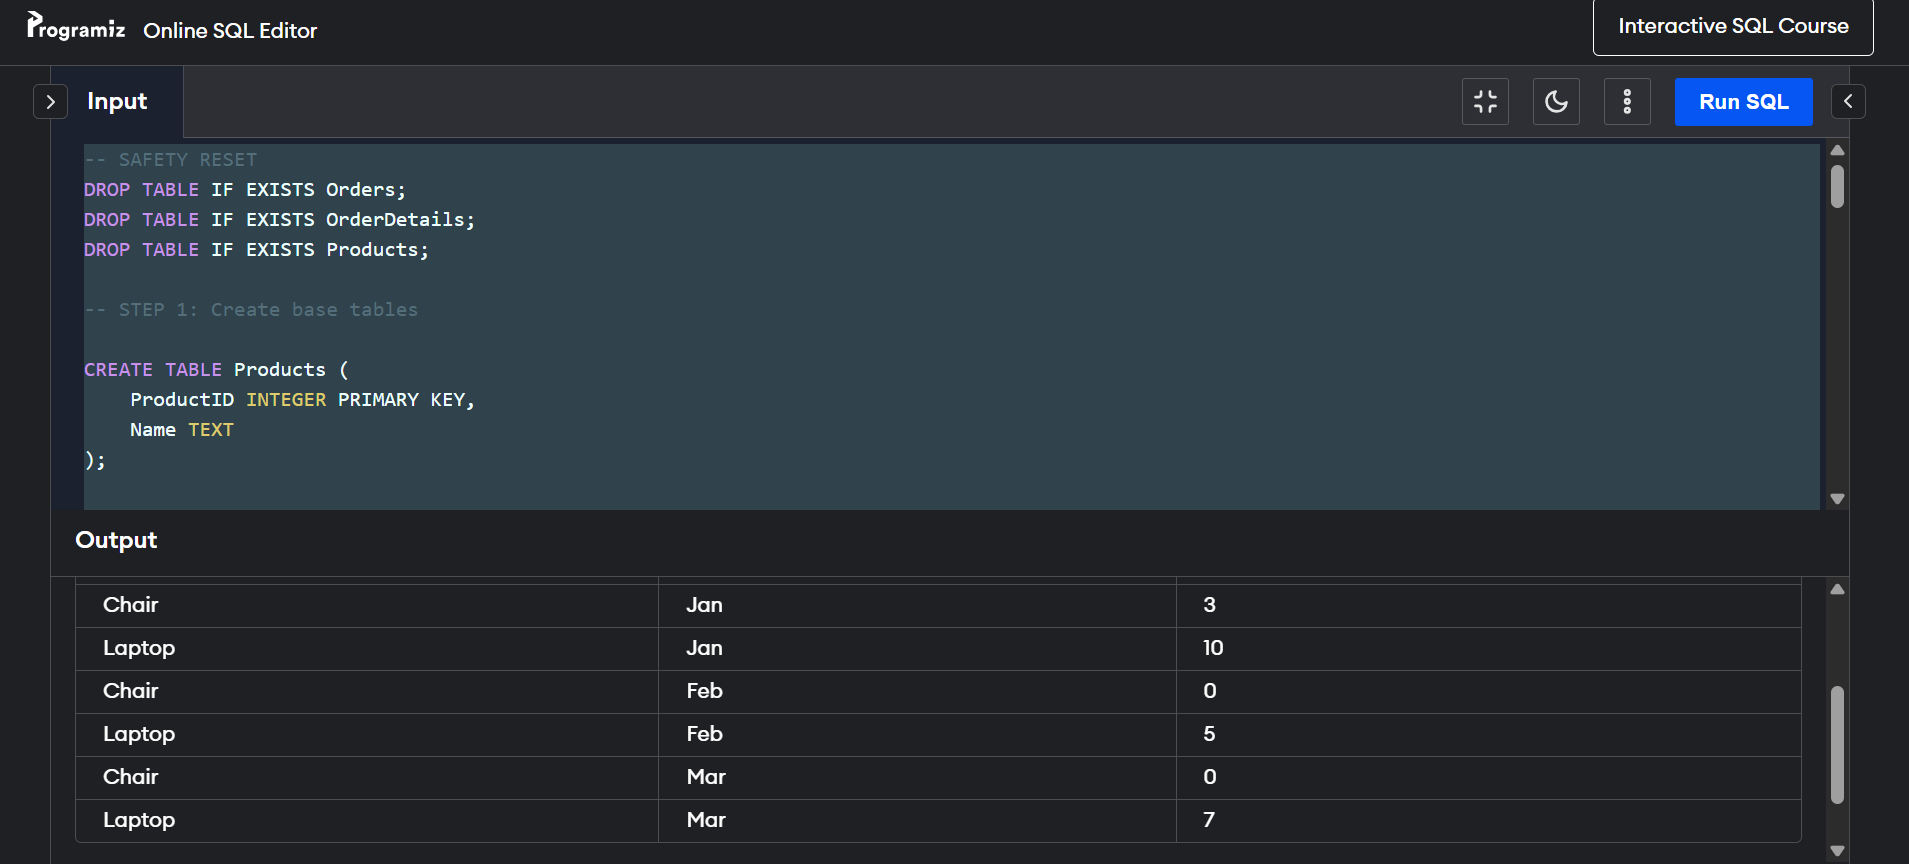 Programiz Online SQL Editor
Interactive SQL Course
Input
Run SQL
-- SAFETY RESET
DROP TABLE IF EXISTS Orders;
DROP TABLE IF EXISTS OrderDetails;
DROP TABLE IF EXISTS Products;
-- STEP 1: Create base tables
CREATE TABLE Products (
    ProductID INTEGER PRIMARY KEY,
    Name TEXT
);
Output
Chair Jan 3
Laptop Jan 10
Chair Feb 0
Laptop Feb 5
Chair Mar 0
Laptop Mar 7